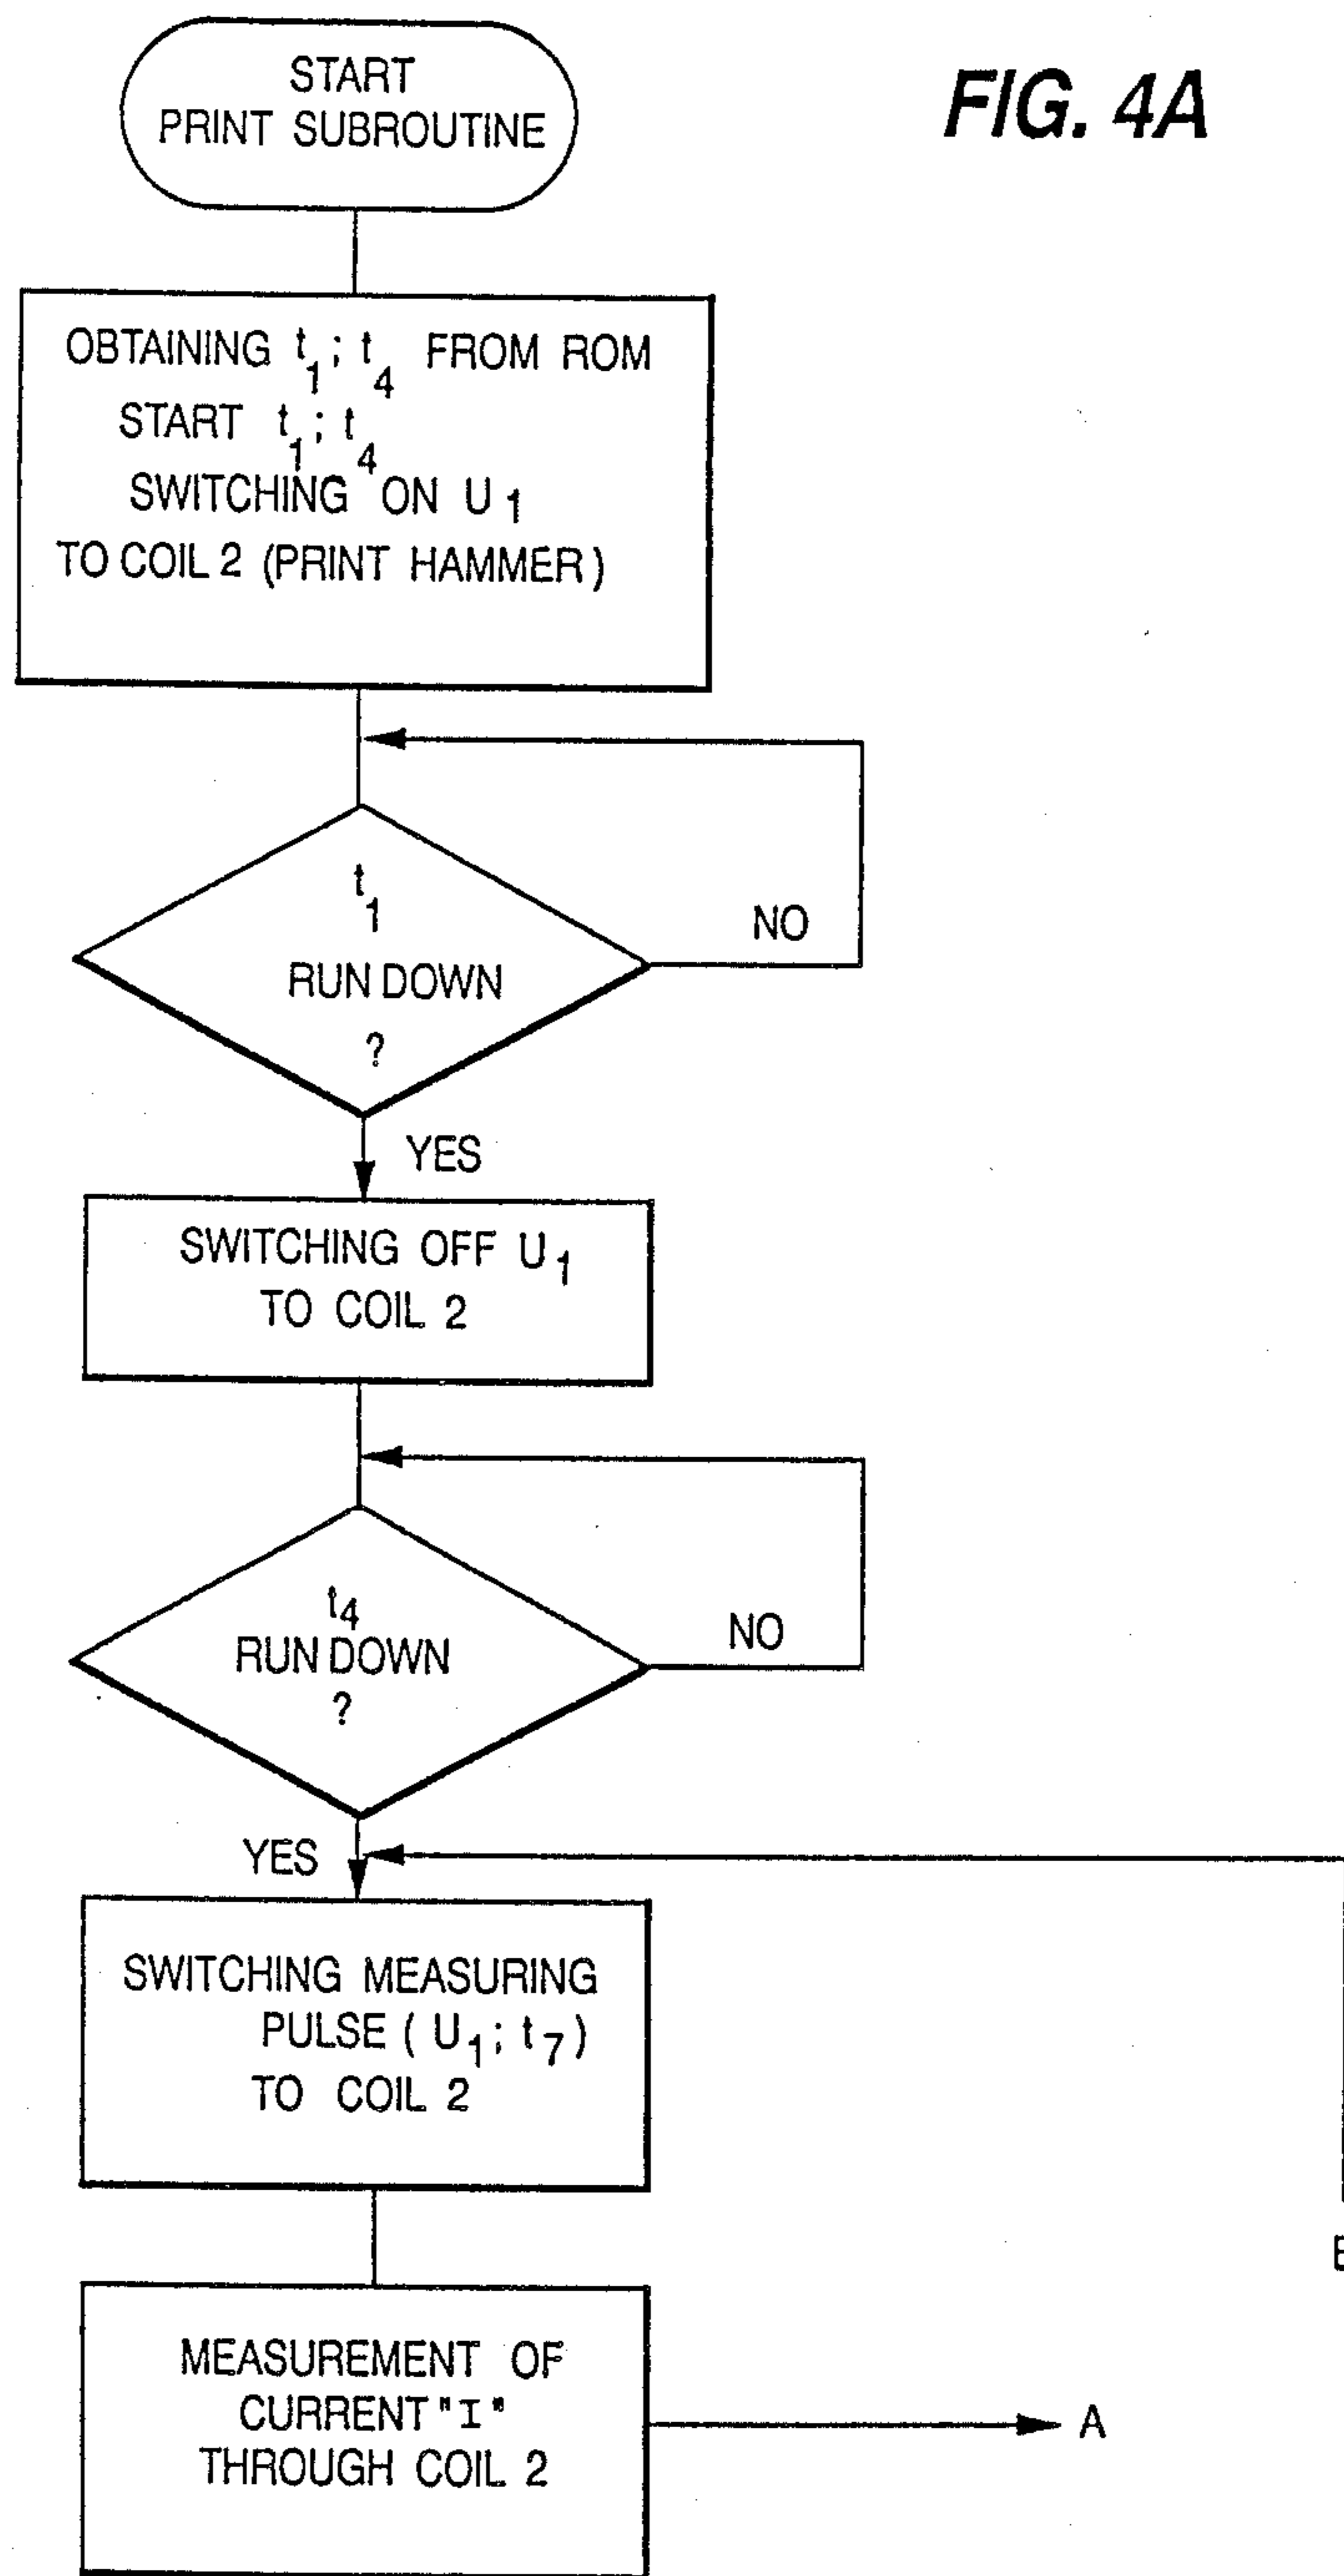 FIG. 4A
START
PRINT SUBROUTINE
OBTAINING t1; t4 FROM ROM
START t1; t4
SWITCHING ON U1
TO COIL 2 (PRINT HAMMER)
t1
RUN DOWN
?
NO
YES
SWITCHING OFF U1
TO COIL 2
t4
RUN DOWN
?
NO
YES
SWITCHING MEASURING
PULSE (U1; t7)
TO COIL 2
MEASUREMENT OF
CURRENT "I"
THROUGH COIL 2
A